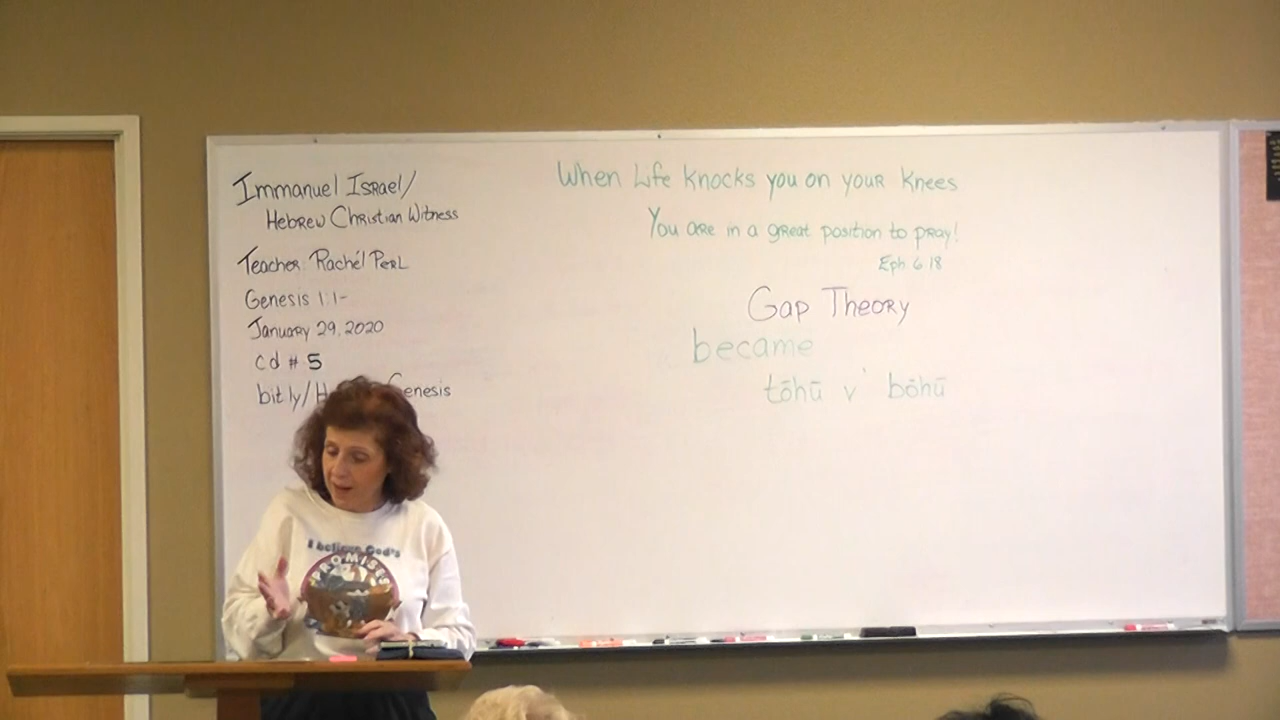 Immanuel Israel/
Hebrew Christian Witness
Teacher: Rachél Perl
Genesis 1:1-
January 29, 2020
cd # 5
bit.ly/H Genesis
When Life Knocks you on your Knees
You are in a great position to pray!
Eph 6:18
Gap Theory
became
tōhū v' bōhū
I believe God's
PROMISES